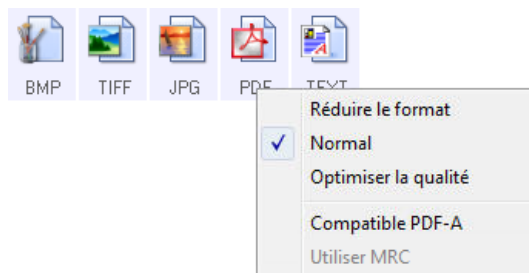 BMP TIFF JPG PDF TEXT
Réduire le format
Normal
Optimiser la qualité
Compatible PDF-A
Utiliser MRC